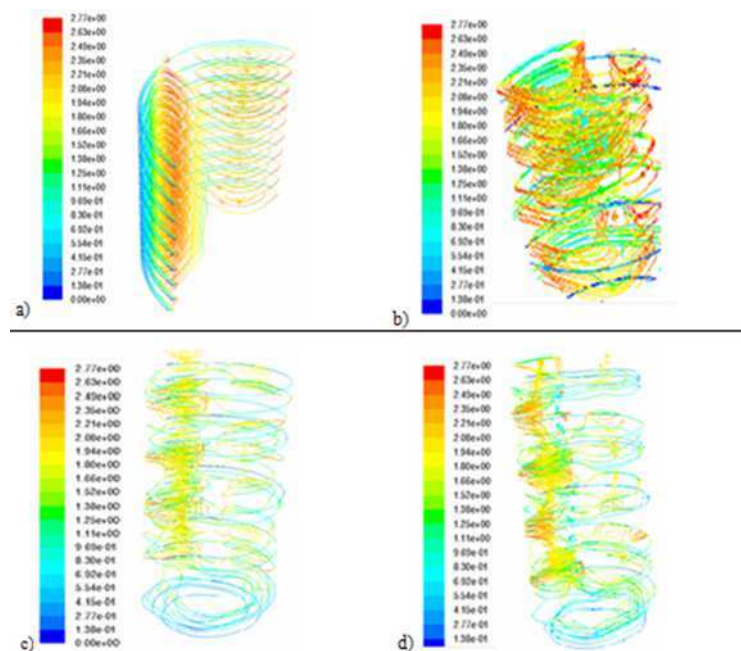 2.77e+00
2.63e+00
2.49e+00
2.35e+00
2.21e+00
2.08e+00
1.94e+00
1.80e+00
1.66e+00
1.52e+00
1.38e+00
1.25e+00
1.11e+00
9.69e-01
8.30e-01
6.92e-01
5.54e-01
4.15e-01
2.77e-01
1.38e-01
0.00e+00
a)
2.77e+00
2.63e+00
2.49e+00
2.35e+00
2.21e+00
2.08e+00
1.94e+00
1.80e+00
1.66e+00
1.52e+00
1.38e+00
1.25e+00
1.11e+00
9.69e-01
8.30e-01
6.92e-01
5.54e-01
4.15e-01
2.77e-01
1.38e-01
0.00e+00
b)
2.77e+00
2.63e+00
2.49e+00
2.35e+00
2.21e+00
2.08e+00
1.94e+00
1.80e+00
1.66e+00
1.52e+00
1.38e+00
1.25e+00
1.11e+00
9.69e-01
8.30e-01
6.92e-01
5.54e-01
4.15e-01
2.77e-01
1.38e-01
0.00e+00
c)
2.77e+00
2.63e+00
2.49e+00
2.35e+00
2.21e+00
2.08e+00
1.94e+00
1.80e+00
1.66e+00
1.52e+00
1.38e+00
1.25e+00
1.11e+00
9.69e-01
8.30e-01
6.92e-01
5.54e-01
4.15e-01
2.77e-01
1.38e-01
d)